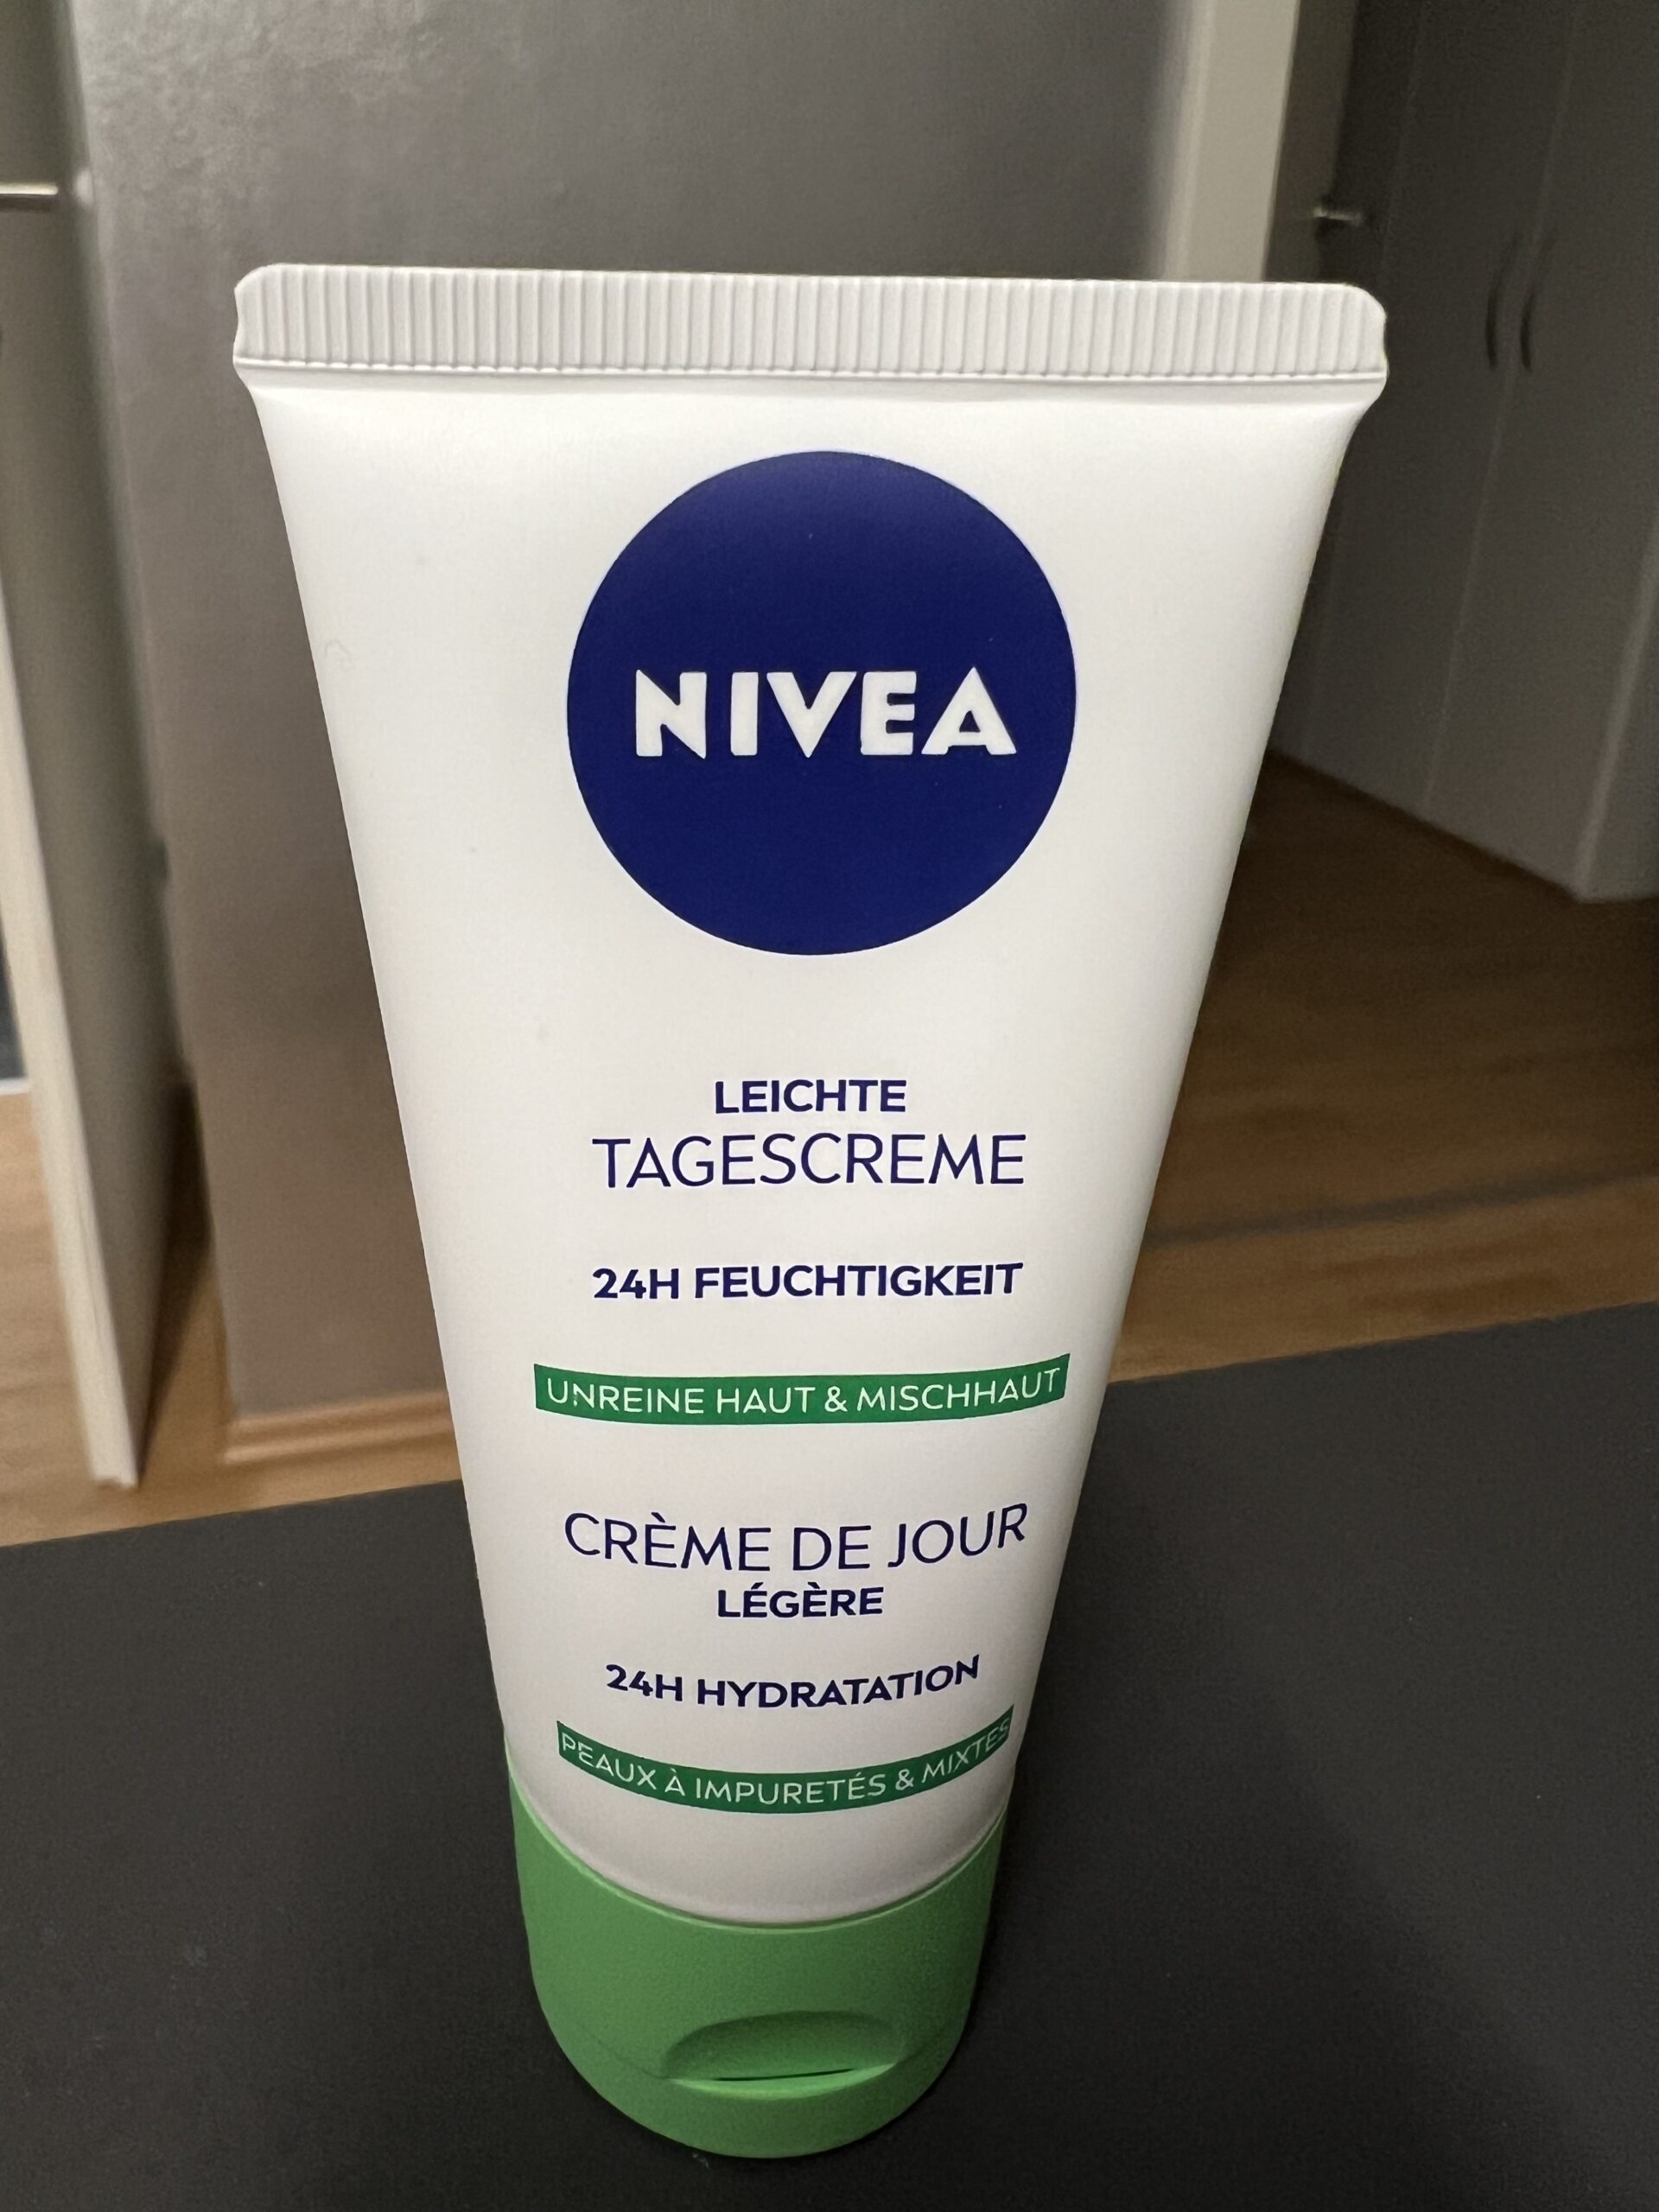 NIVEA
LEICHTE
TAGESCREME
24H FEUCHTIGKEIT
UNREINE HAUT & MISCHHAUT
CRÈME DE JOUR
LÉGÈRE
24H HYDRATATION
PEAUX À IMPURETÉS & MIXTES